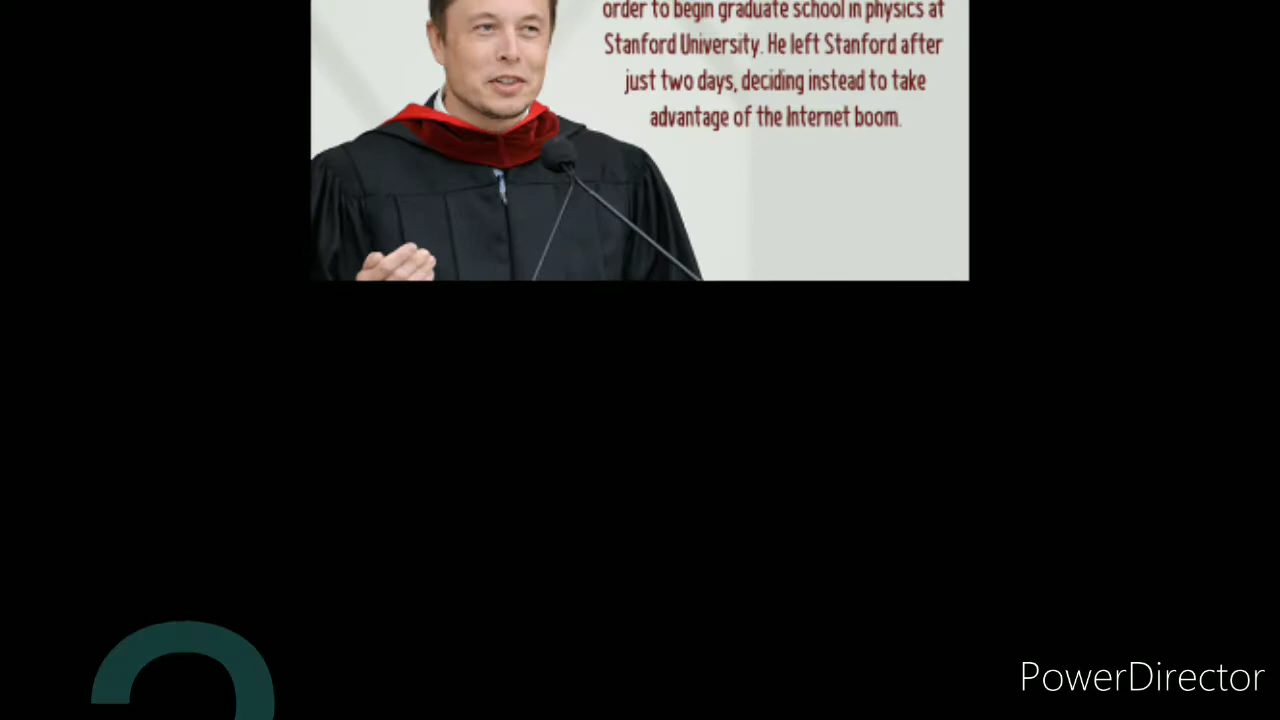 order to begin graduate school in physics at
Stanford University. He left Stanford after
just two days, deciding instead to take
advantage of the Internet boom.
PowerDirector